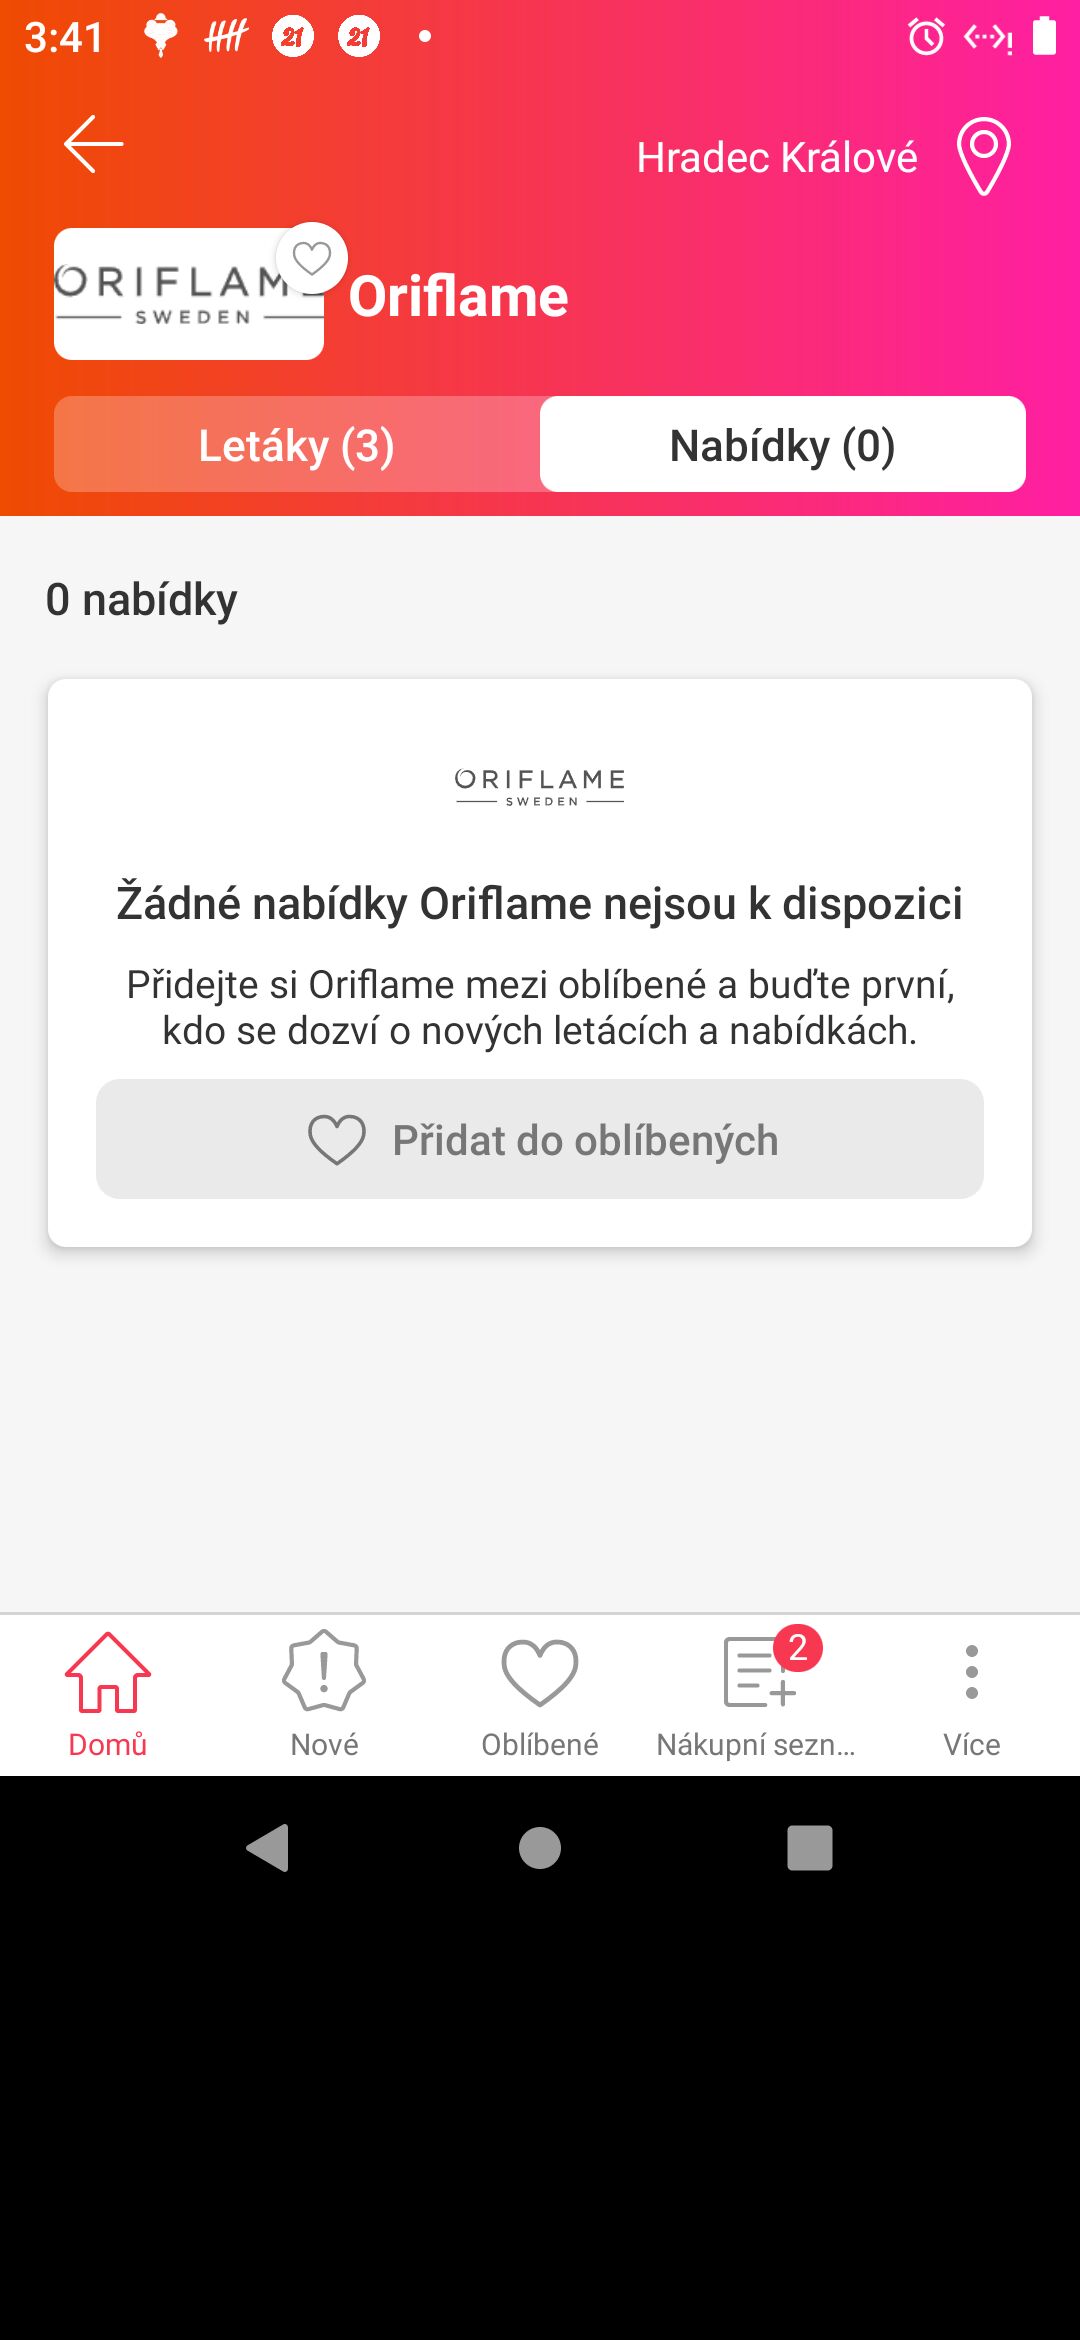 3:41
21
21
Hradec Králové
ORIFLAME
SWEDEN
Oriflame
Letáky (3)
Nabídky (0)
0 nabídky
ORIFLAME
SWEDEN
Žádné nabídky Oriflame nejsou k dispozici
Přidejte si Oriflame mezi oblíbené a buďte první,
kdo se dozví o nových letácích a nabídkách.
Přidat do oblíbených
2
Domů
Nové
Oblíbené
Nákupní sezn...
Více